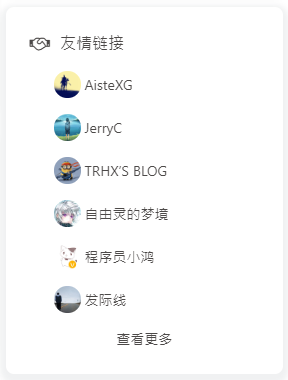 友情链接
AisteXG
JerryC
TRHX'S BLOG
自由灵的梦境
程序员小鸿
发际线
查看更多